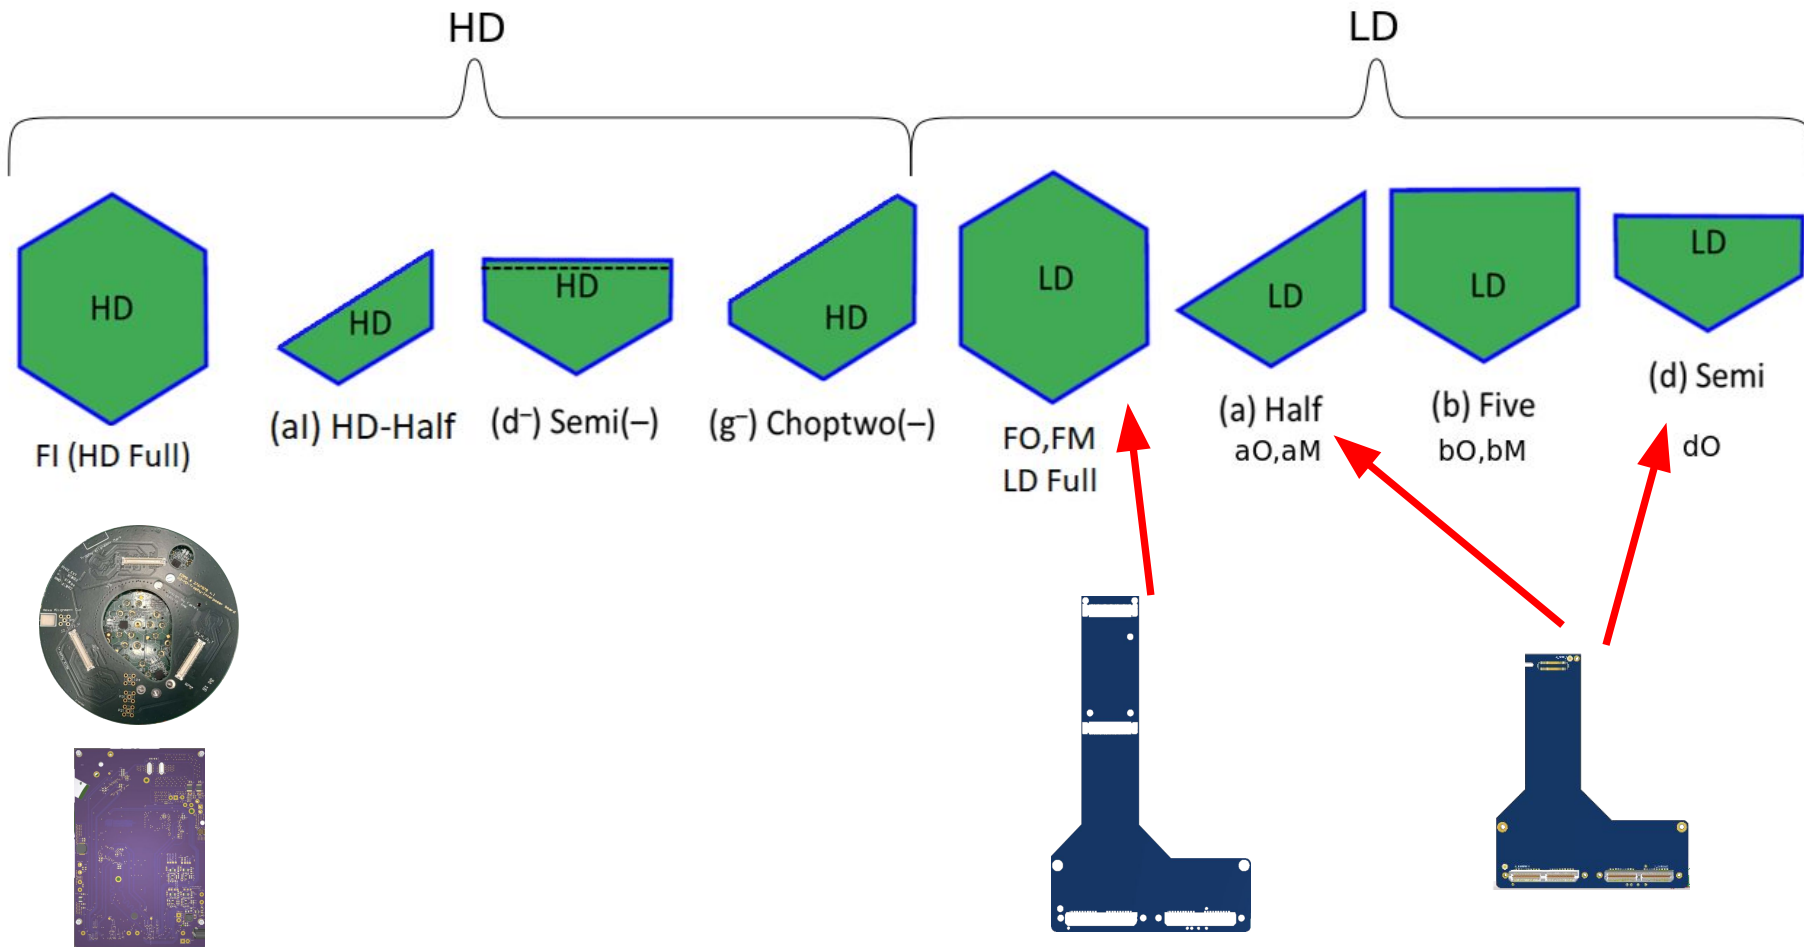 HD
LD
HD
HD
HD
HD
LD
LD
LD
LD
FI (HD Full)
(aI) HD-Half
(d⁻) Semi(–)
(g⁻) Choptwo(–)
FO,FM
LD Full
(a) Half
aO,aM
(b) Five
bO,bM
(d) Semi
dO